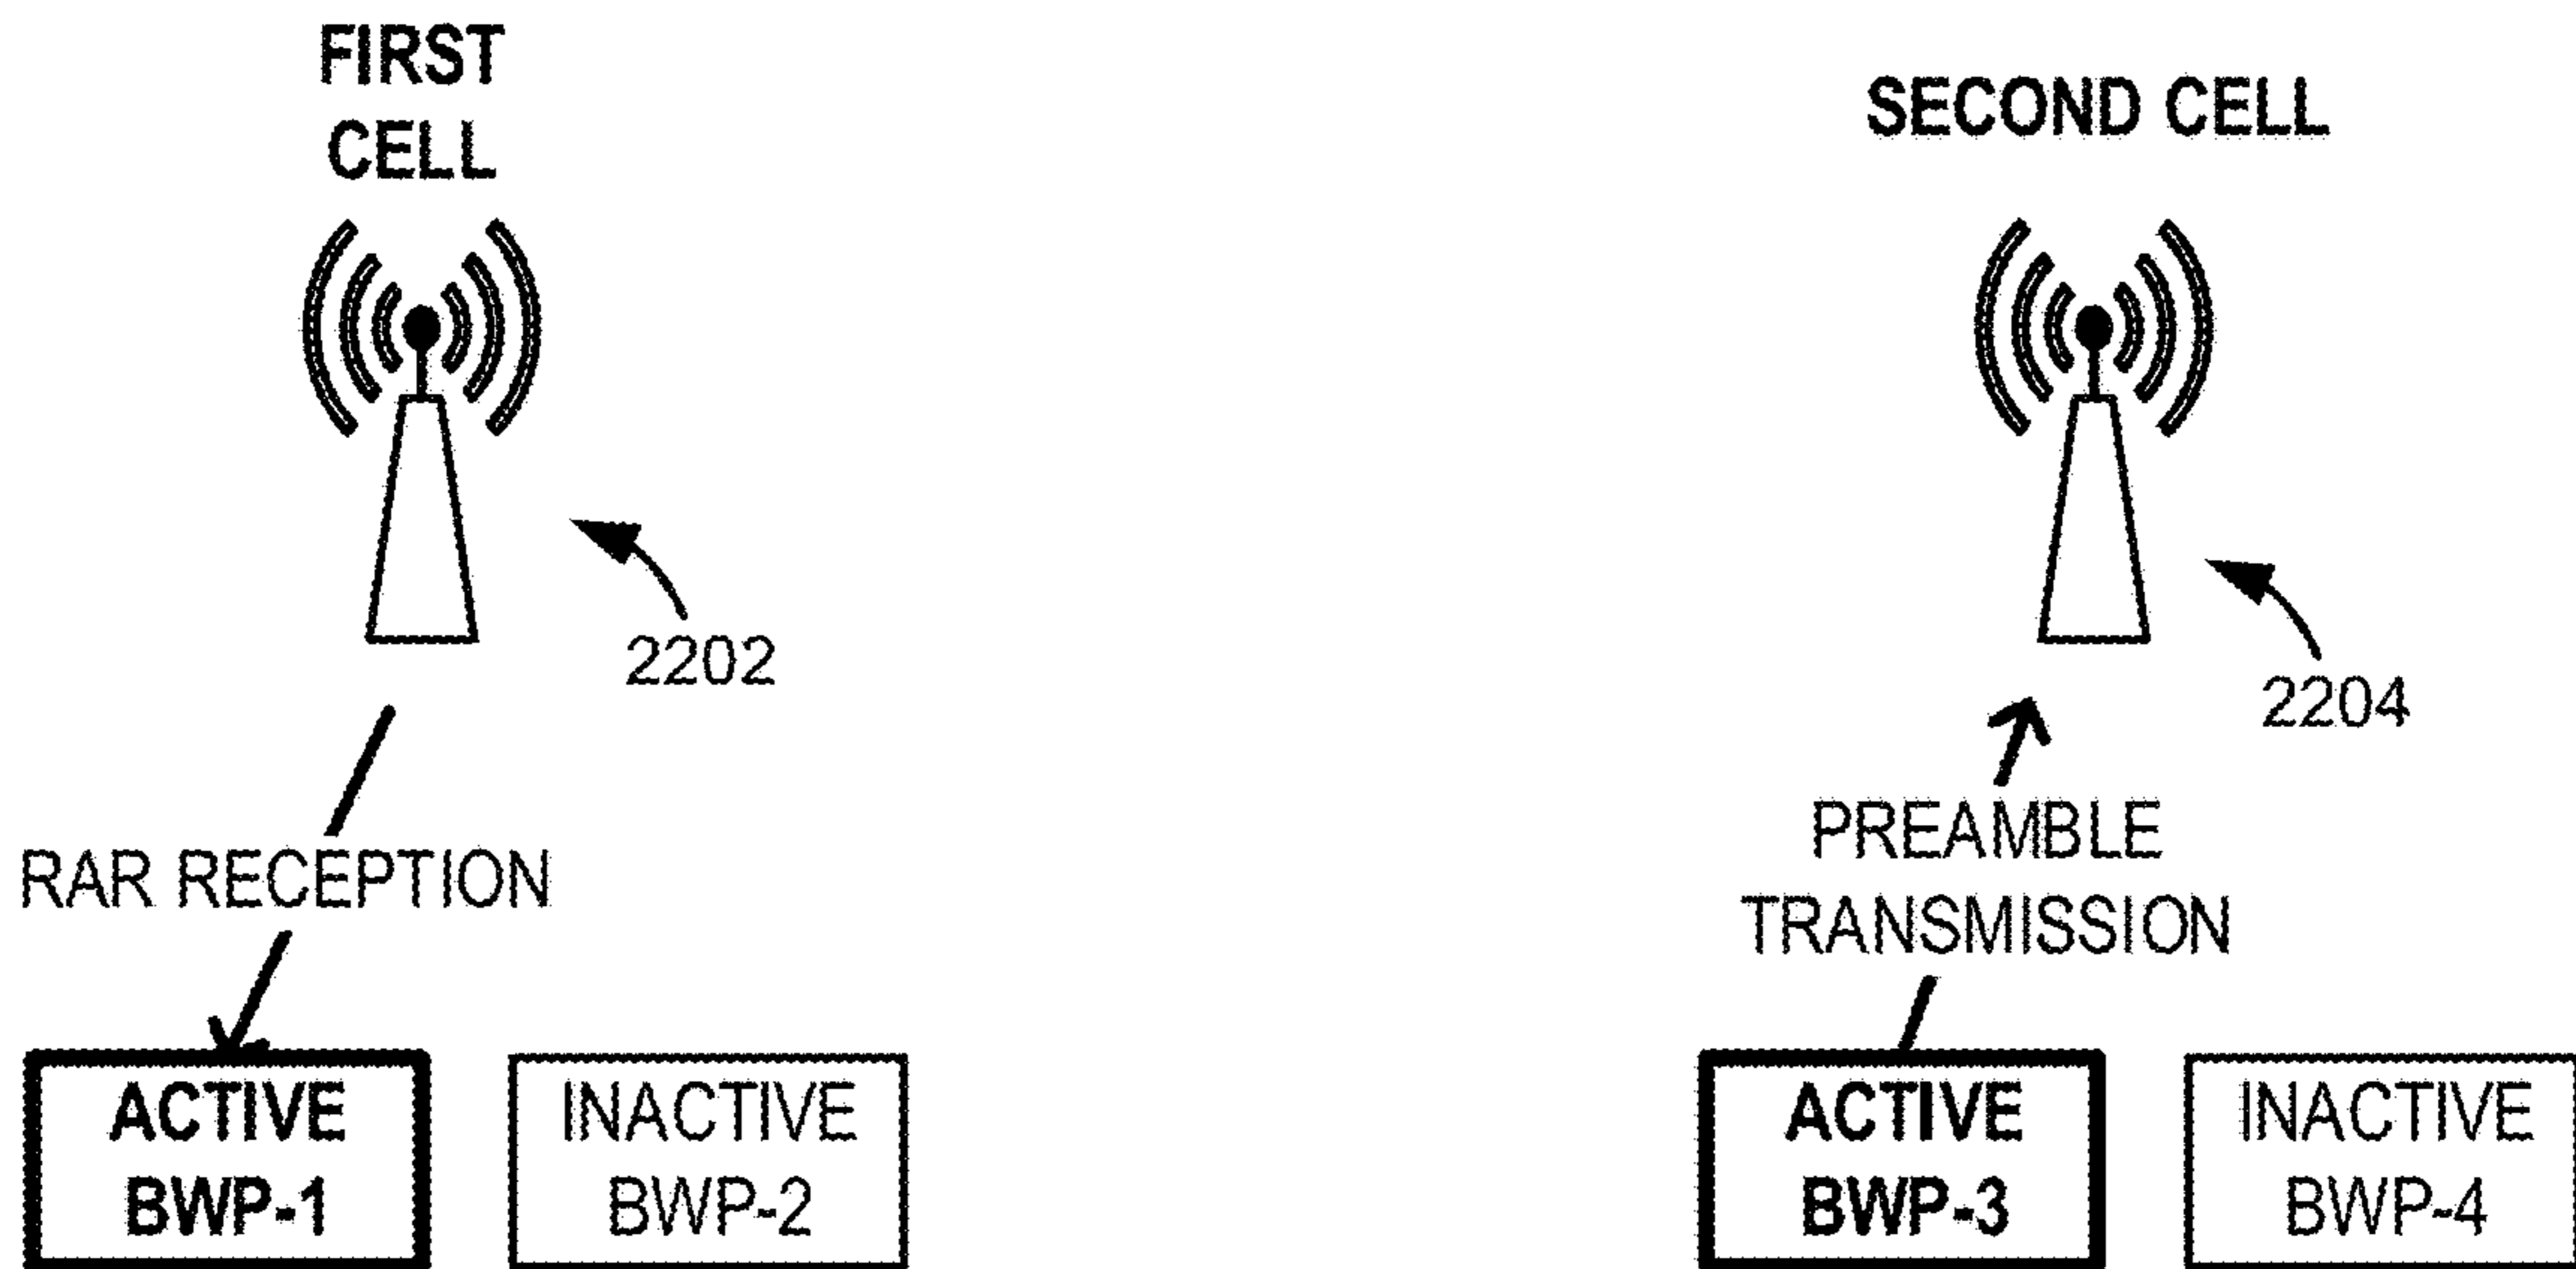 FIRST
CELL
2202
RAR RECEPTION
ACTIVE
BWP-1
INACTIVE
BWP-2
SECOND CELL
2204
PREAMBLE
TRANSMISSION
ACTIVE
BWP-3
INACTIVE
BWP-4